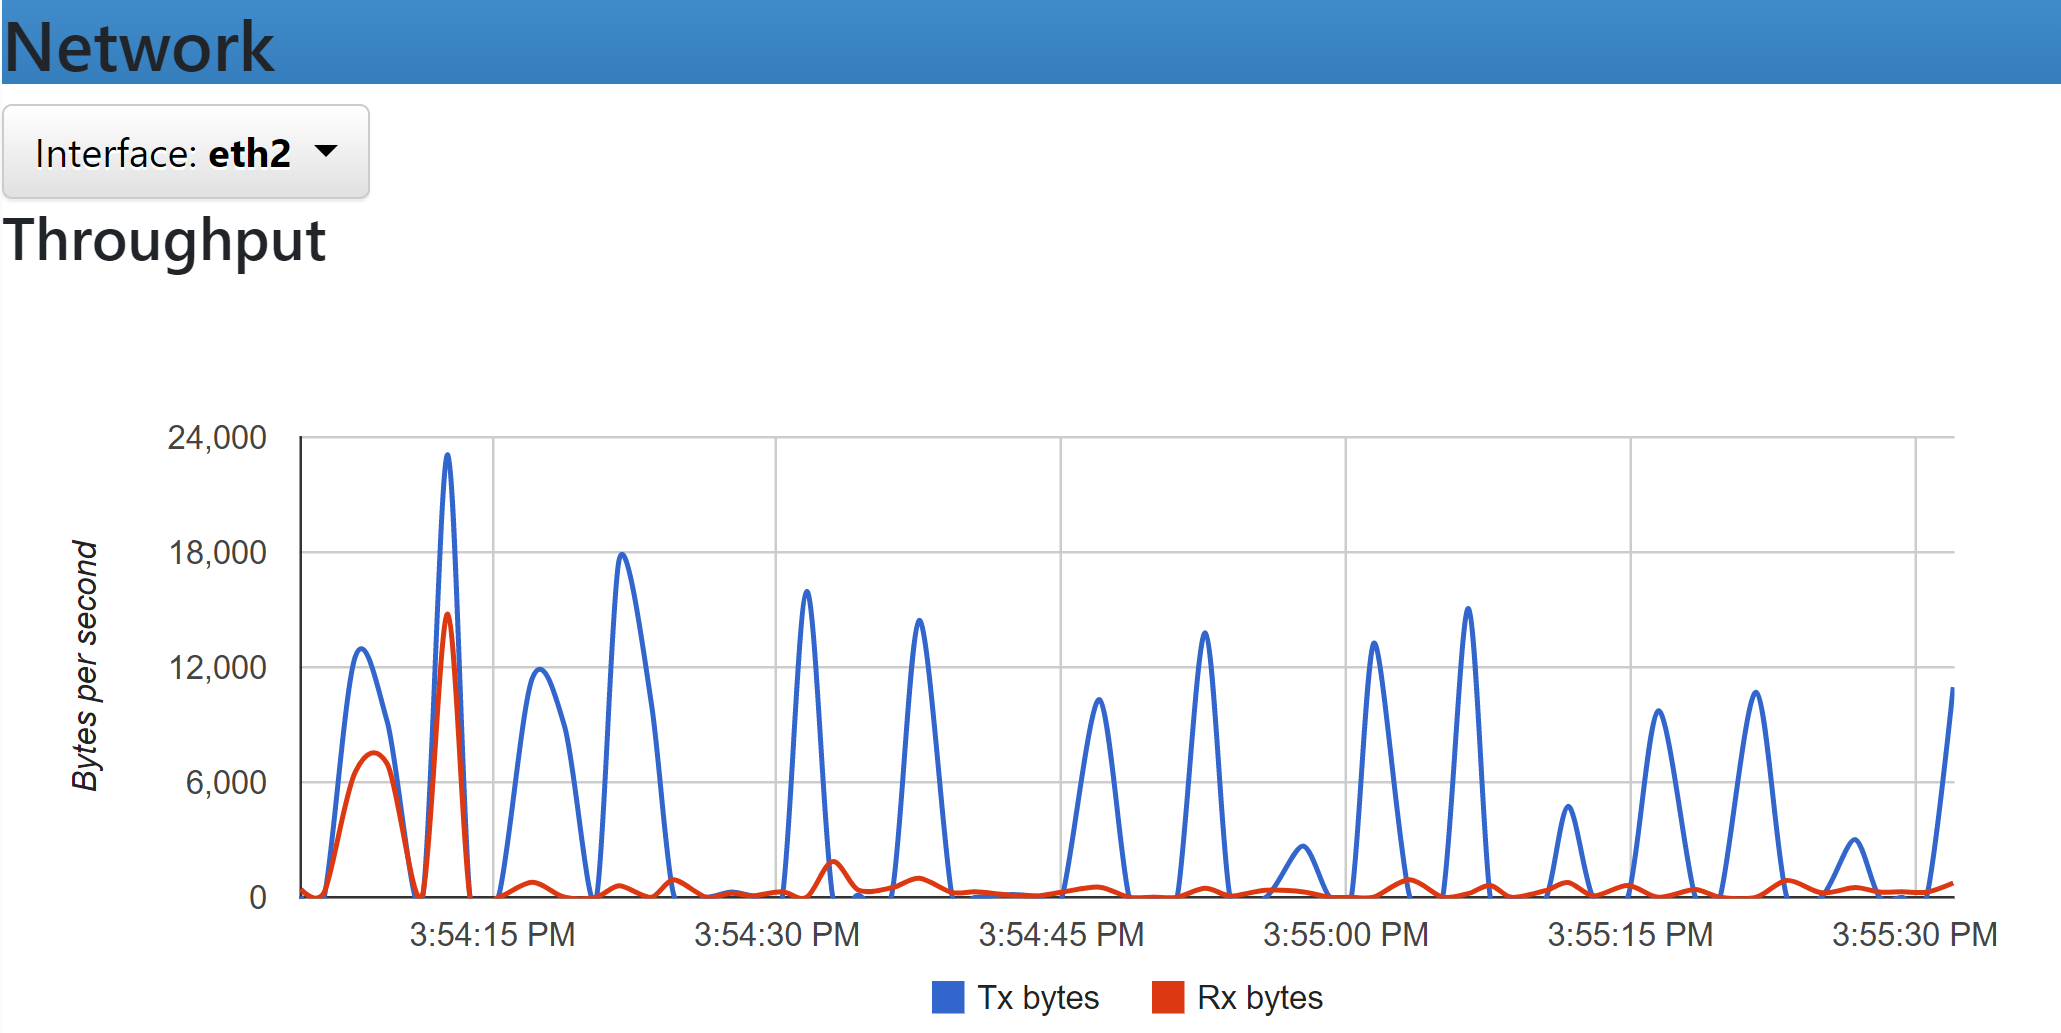 Network
Interface: eth2
Throughput
24,000
18,000
12,000
6,000
0
Bytes per second
3:54:15 PM 3:54:30 PM 3:54:45 PM 3:55:00 PM 3:55:15 PM 3:55:30 PM
Tx bytes Rx bytes